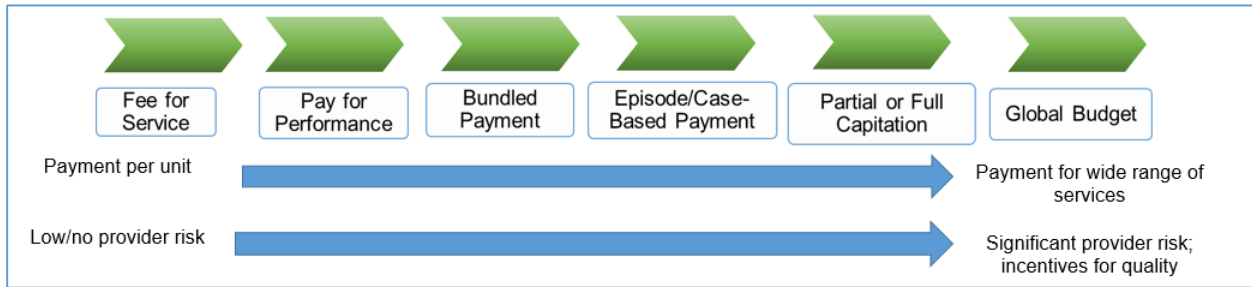 Fee for
Service
Pay for
Performance
Bundled
Payment
Episode/Case-
Based Payment
Partial or Full
Capitation
Global Budget
Payment per unit
Payment for wide range of
services
Low/no provider risk
Significant provider risk;
incentives for quality